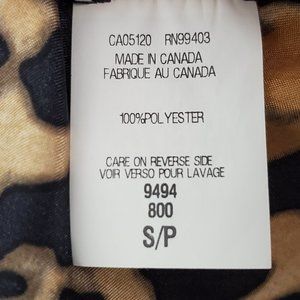 CA05120 RN99403
MADE IN CANADA
FABRIQUE AU CANADA
100%POLYESTER
CARE ON REVERSE SIDE
VOIR VERSO POUR LAVAGE
9494
800
S/P